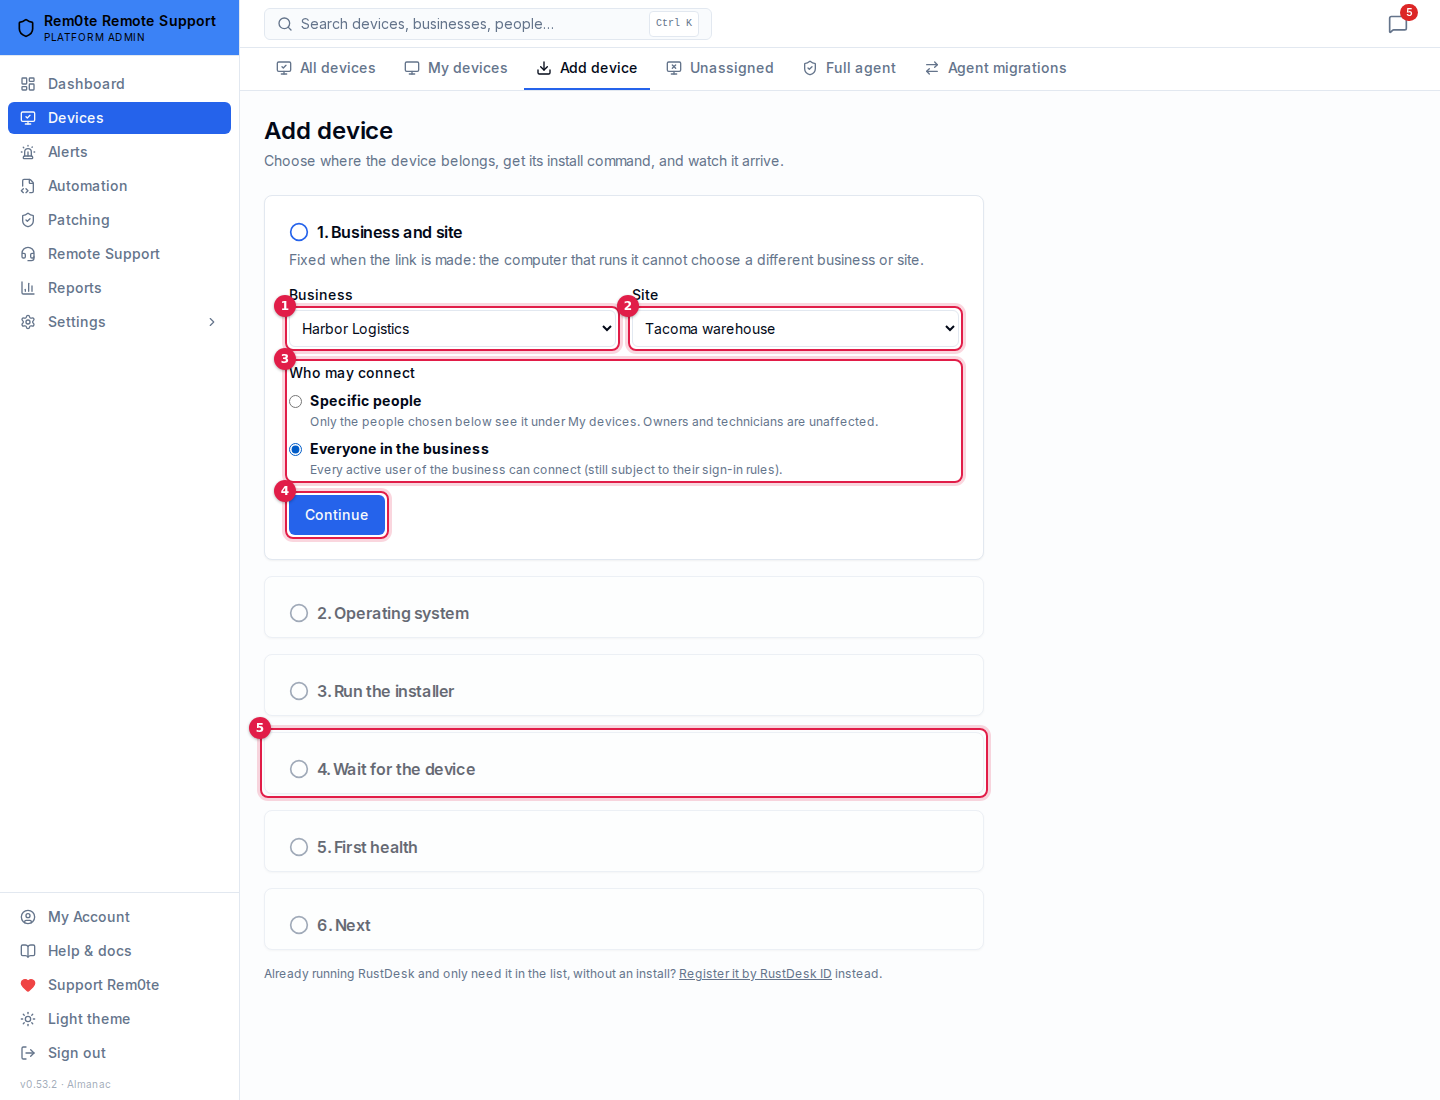 Rem0te Remote Support
PLATFORM ADMIN
Search devices, businesses, people...
Ctrl K
5
Dashboard
Devices
Alerts
Automation
Patching
Remote Support
Reports
Settings
All devices
My devices
Add device
Unassigned
Full agent
Agent migrations
Add device
Choose where the device belongs, get its install command, and watch it arrive.
1. Business and site
Fixed when the link is made: the computer that runs it cannot choose a different business or site.
Business
Site
1
2
Harbor Logistics
Tacoma warehouse
3
Who may connect
Specific people
Only the people chosen below see it under My devices. Owners and technicians are unaffected.
Everyone in the business
Every active user of the business can connect (still subject to their sign-in rules).
4
Continue
2. Operating system
3. Run the installer
5
4. Wait for the device
5. First health
6. Next
Already running RustDesk and only need it in the list, without an install? Register it by RustDesk ID instead.
My Account
Help & docs
Support Rem0te
Light theme
Sign out
v0.53.2 · Almanac